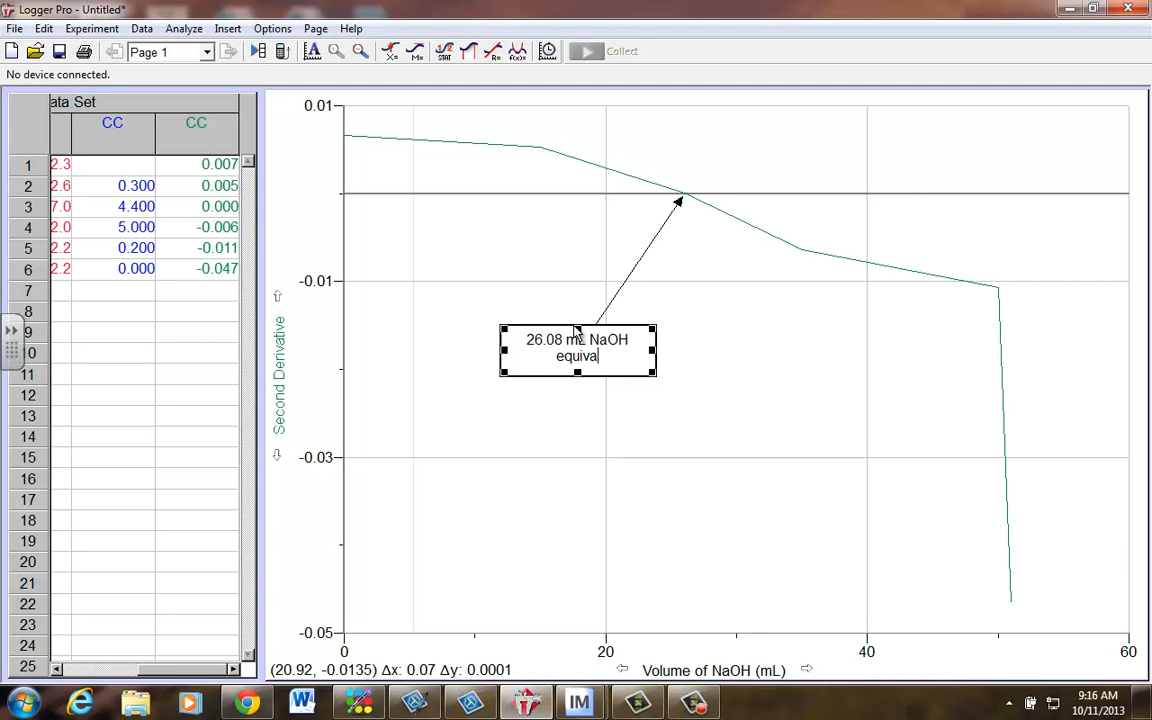 Logger Pro - Untitled*
File Edit Experiment Data Analyze Insert Options Page Help
Page 1
Collect
No device connected.
ata Set
CC CC
1 2.3 0.007
2 2.6 0.300 0.005
3 7.0 4.400 0.000
4 2.0 5.000 -0.006
5 2.2 0.200 -0.011
6 2.2 0.000 -0.047
7
8
9
10
11
12
13
14
15
16
17
18
19
20
21
22
23
24
25
0.01
-0.01
-0.03
-0.05
Second Derivative
26.08 mL NaOH
equiva
0 20 40 60
(20.92, -0.0135) Δx: 0.07 Δy: 0.0001
Volume of NaOH (mL)
IM
9:16 AM
10/11/2013